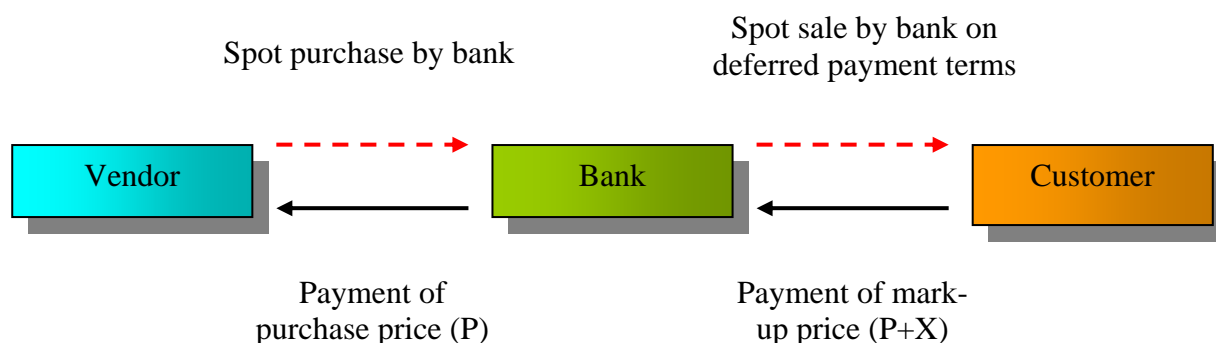 Spot purchase by bank
Spot sale by bank on
deferred payment terms
Vendor
Bank
Customer
Payment of
purchase price (P)
Payment of mark-
up price (P+X)